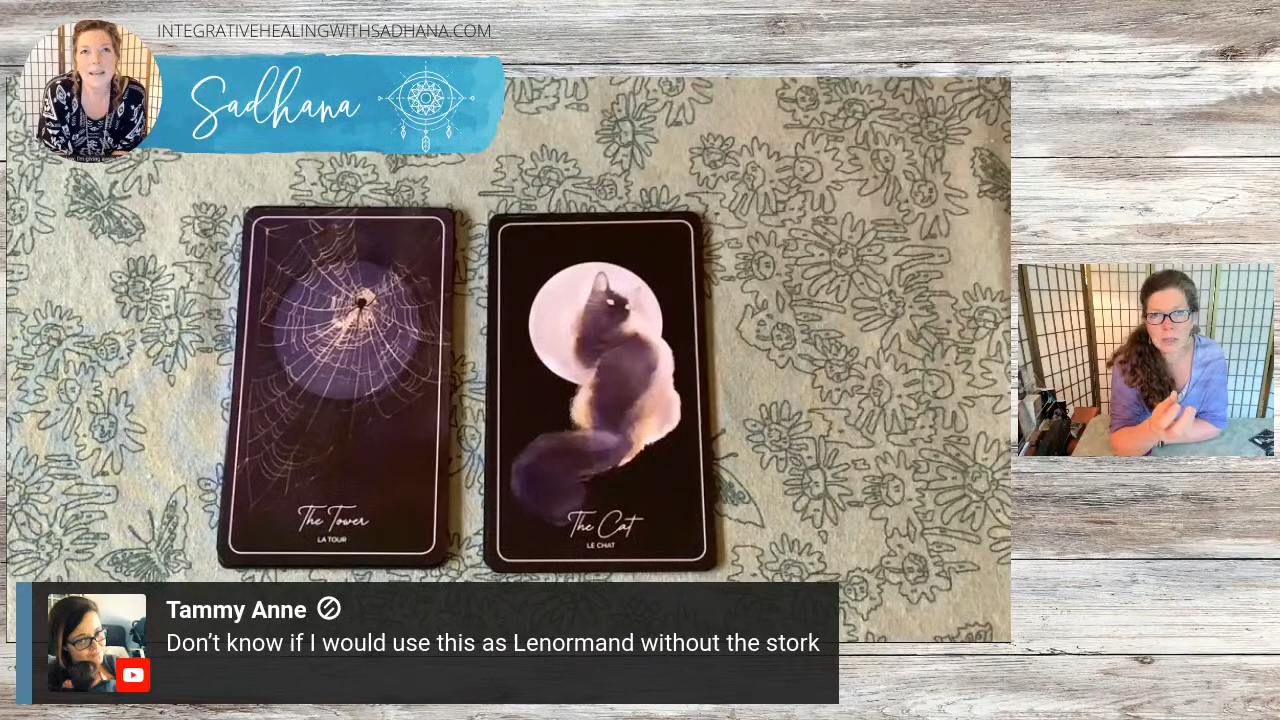 INTEGRATIVEHEALINGWITHSADHANA.COM
Sadhana
The Tower
LA TOUR
The Cat
LE CHAT
Tammy Anne
Don’t know if I would use this as Lenormand without the stork